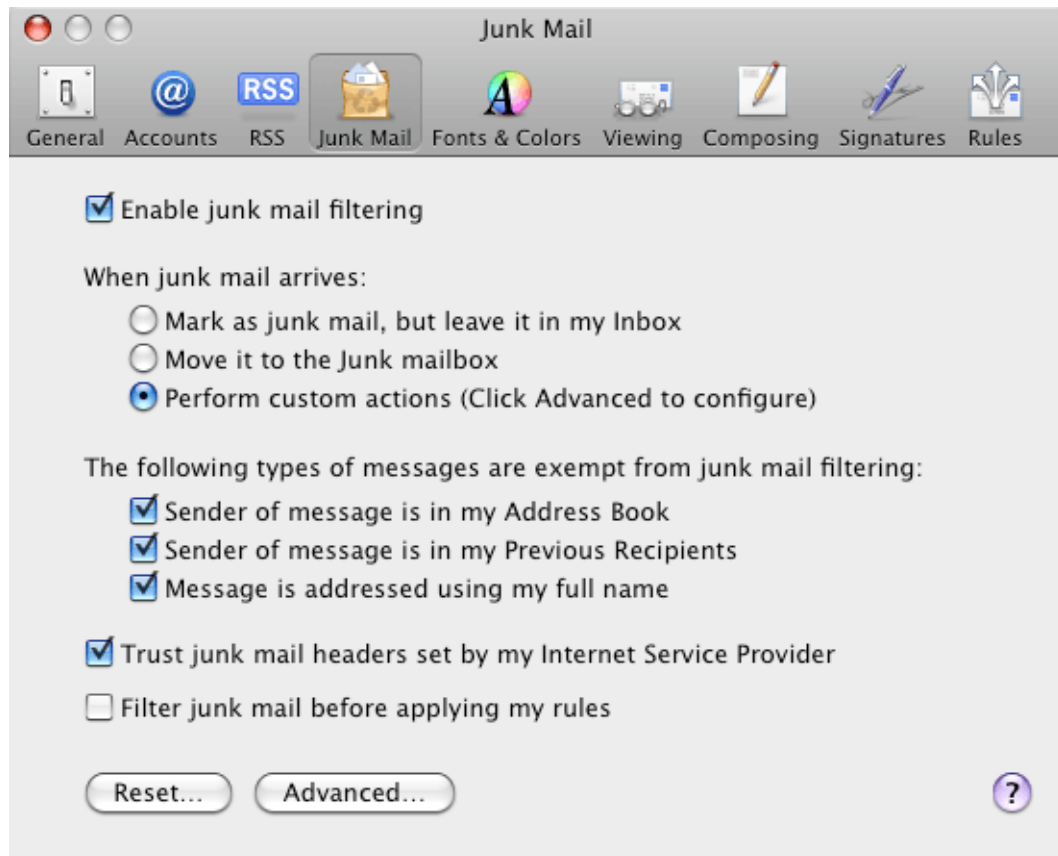 Junk Mail
@
RSS
A
General Accounts RSS Junk Mail Fonts & Colors Viewing Composing Signatures Rules
Enable junk mail filtering
When junk mail arrives:
Mark as junk mail, but leave it in my Inbox
Move it to the Junk mailbox
Perform custom actions (Click Advanced to configure)
The following types of messages are exempt from junk mail filtering:
Sender of message is in my Address Book
Sender of message is in my Previous Recipients
Message is addressed using my full name
Trust junk mail headers set by my Internet Service Provider
Filter junk mail before applying my rules
Reset... Advanced... ?